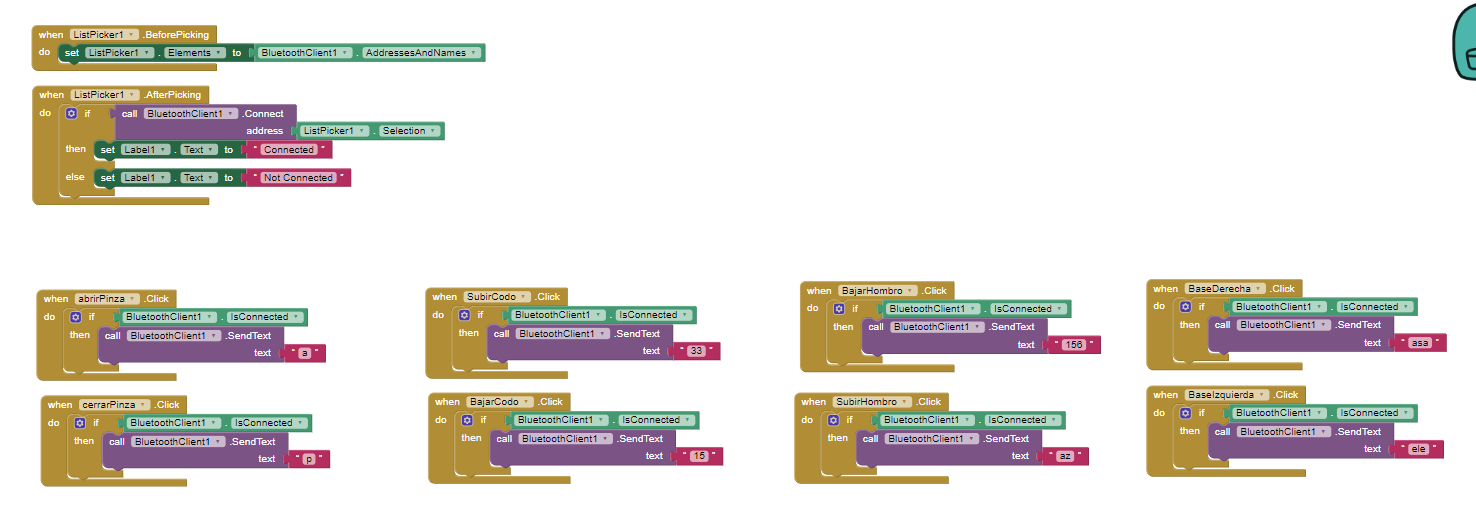 when ListPicker1 .BeforePicking
do set ListPicker1 . Elements to BluetoothClient1 . AddressesAndNames
when ListPicker1 .AfterPicking
do if call BluetoothClient1 .Connect
address ListPicker1 . Selection
then set Label1 . Text to " Connected "
else set Label1 . Text to " Not Connected "
when abrirPinza .Click
do if BluetoothClient1 . IsConnected
then call BluetoothClient1 .SendText
text " a "
when SubirCodo .Click
do if BluetoothClient1 . IsConnected
then call BluetoothClient1 .SendText
text " 33 "
when BajarHombro .Click
do if BluetoothClient1 . IsConnected
then call BluetoothClient1 .SendText
text " 156 "
when BaseDerecha .Click
do if BluetoothClient1 . IsConnected
then call BluetoothClient1 .SendText
text " asa "
when cerrarPinza .Click
do if BluetoothClient1 . IsConnected
then call BluetoothClient1 .SendText
text " p "
when BajarCodo .Click
do if BluetoothClient1 . IsConnected
then call BluetoothClient1 .SendText
text " 15 "
when SubirHombro .Click
do if BluetoothClient1 . IsConnected
then call BluetoothClient1 .SendText
text " az "
when BaseIzquierda .Click
do if BluetoothClient1 . IsConnected
then call BluetoothClient1 .SendText
text " ele "